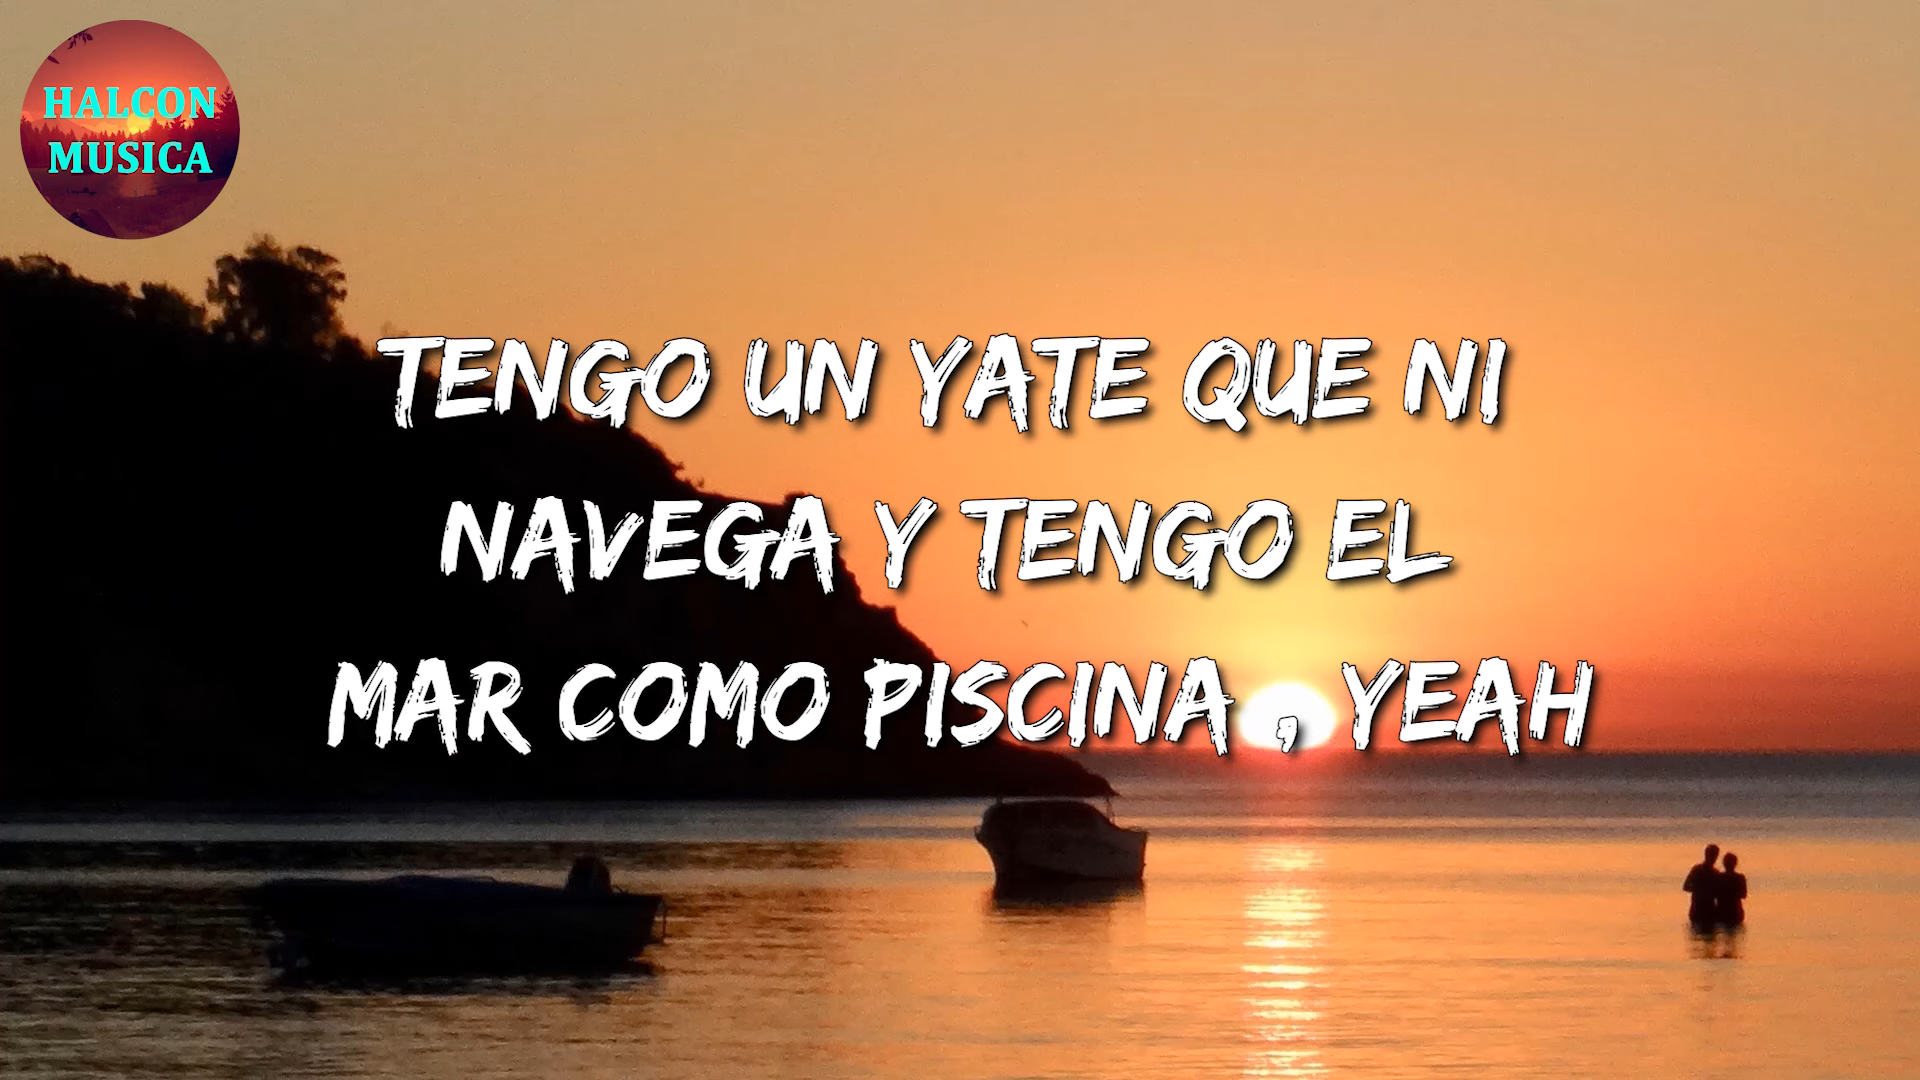 HALCON
MUSICA
TENGO UN YATE QUE NI
NAVEGA Y TENGO EL
MAR COMO PISCINA , YEAH